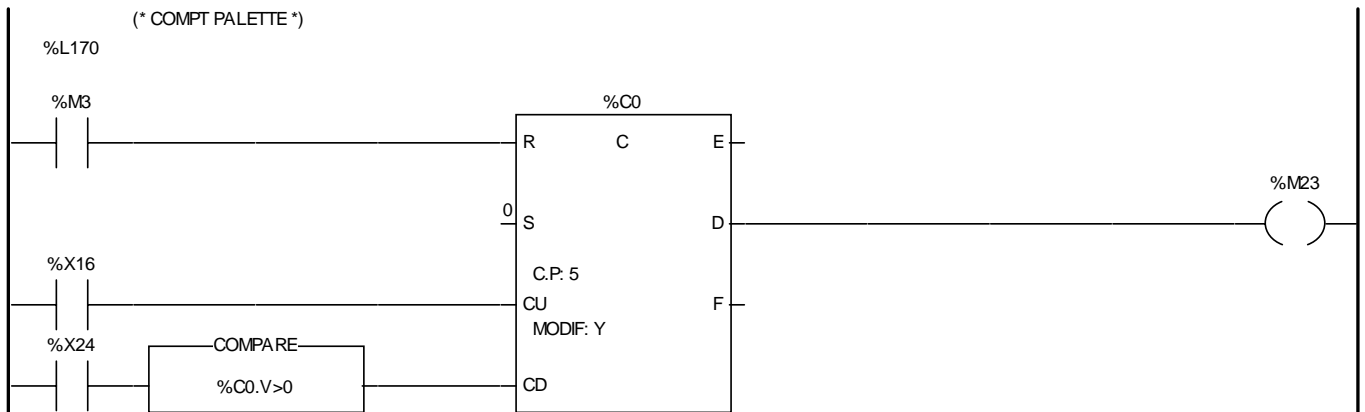 (* COMPT PALETTE *)
%L170
%M3
%C0
R C E
%M23
0
S D
%X16
C.P: 5
CU F
MODIF: Y
%X24
COMPARE
%C0.V>0
CD